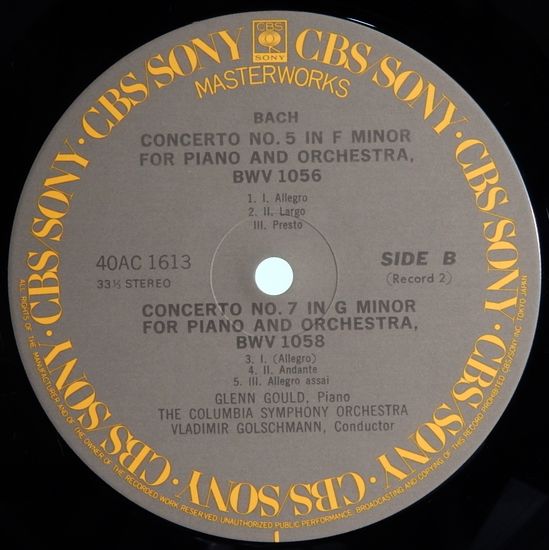 CBS
SONY
CBS/SONY · CBS/SONY · CBS/SONY · CBS/SONY · CBS/SONY · CBS/SONY · CBS/SONY · CBS/SONY
MASTERWORKS
BACH
CONCERTO NO. 5 IN F MINOR
FOR PIANO AND ORCHESTRA,
BWV 1056
1. I. Allegro
2. II. Largo
III. Presto
40AC 1613
33⅓ STEREO
SIDE B
(Record 2)
CONCERTO NO. 7 IN G MINOR
FOR PIANO AND ORCHESTRA,
BWV 1058
3. I. (Allegro)
4. II. Andante
5. III. Allegro assai
GLENN GOULD, Piano
THE COLUMBIA SYMPHONY ORCHESTRA
VLADIMIR GOLSCHMANN, Conductor
ALL RIGHTS OF THE MANUFACTURER AND OF THE OWNER OF THE RECORDED WORK RESERVED. UNAUTHORIZED PUBLIC PERFORMANCE, BROADCASTING AND COPYING OF THIS RECORD PROHIBITED. CBS/SONY INC. TOKYO JAPAN